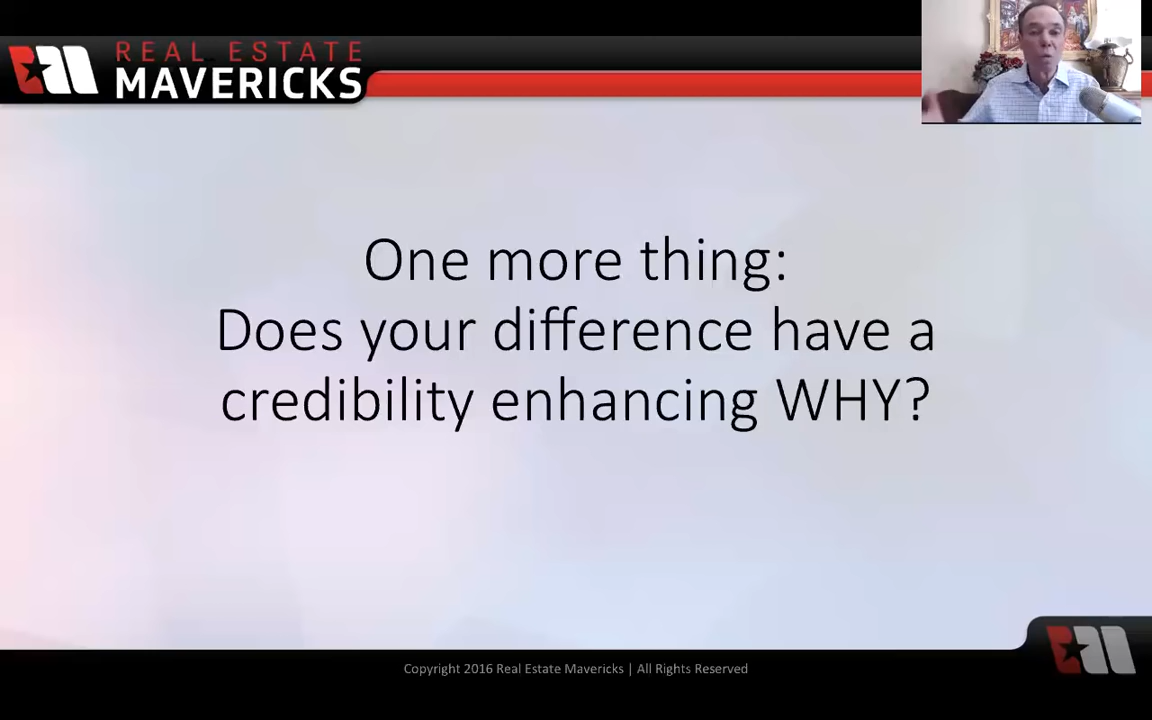 REAL ESTATE
MAVERICKS
One more thing:
Does your difference have a
credibility enhancing WHY?
Copyright 2016 Real Estate Mavericks | All Rights Reserved